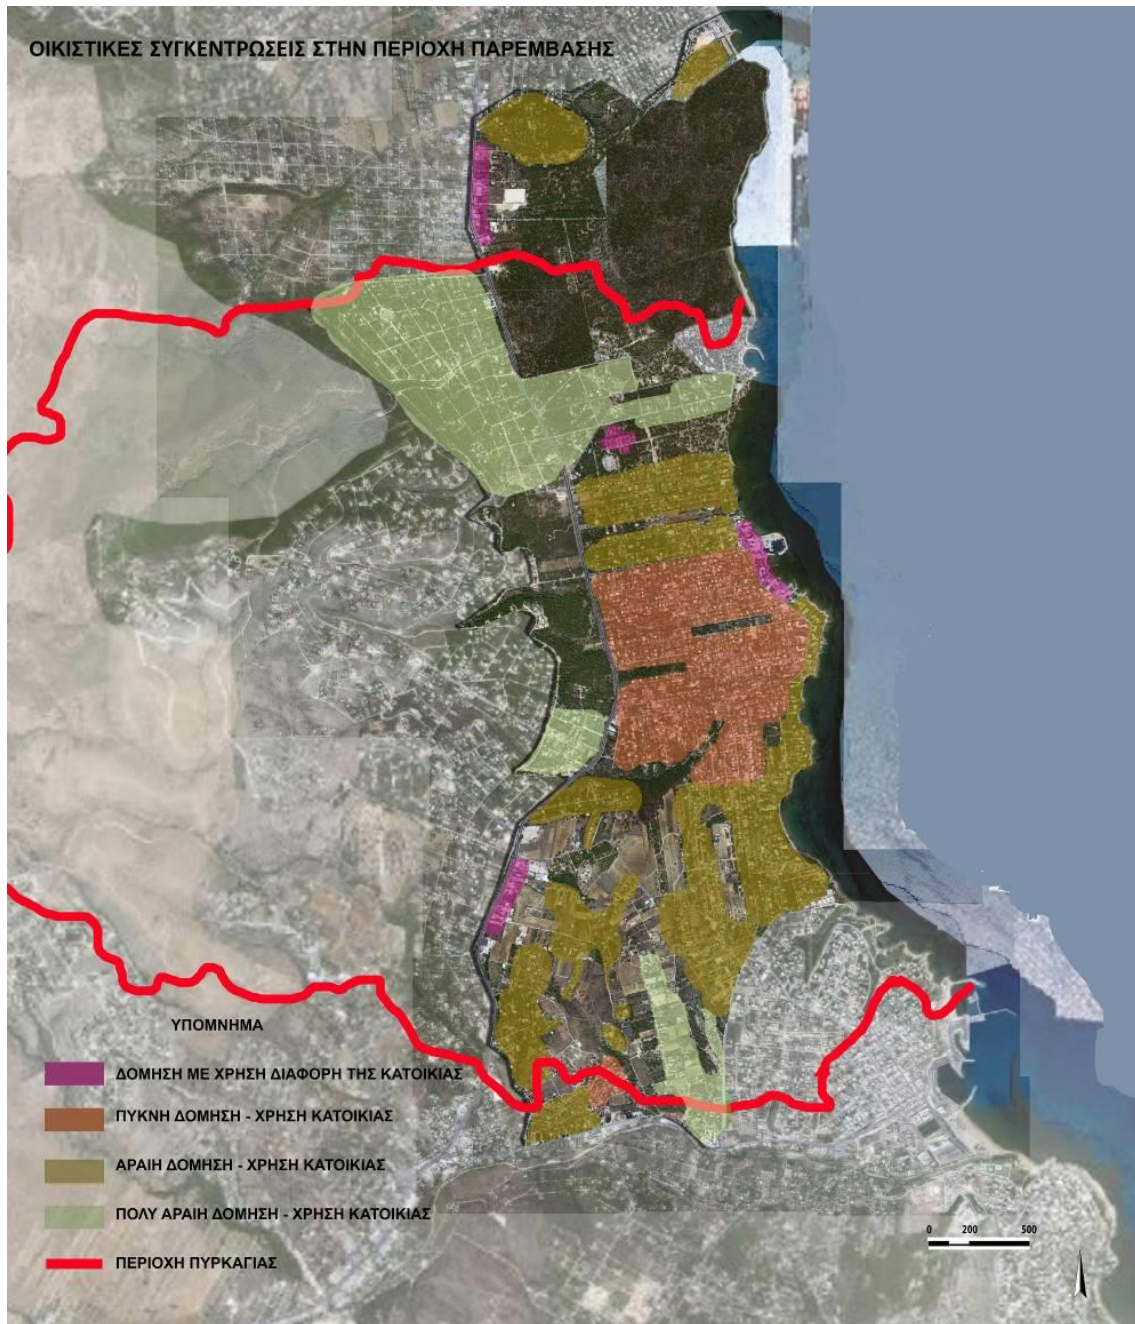 ΟΙΚΙΣΤΙΚΕΣ ΣΥΓΚΕΝΤΡΩΣΕΙΣ ΣΤΗΝ ΠΕΡΙΟΧΗ ΠΑΡΕΜΒΑΣΗΣ
ΥΠΟΜΝΗΜΑ
ΔΟΜΗΣΗ ΜΕ ΧΡΗΣΗ ΔΙΑΦΟΡΗ ΤΗΣ ΚΑΤΟΙΚΙΑΣ
ΠΥΚΝΗ ΔΟΜΗΣΗ - ΧΡΗΣΗ ΚΑΤΟΙΚΙΑΣ
ΑΡΑΙΗ ΔΟΜΗΣΗ - ΧΡΗΣΗ ΚΑΤΟΙΚΙΑΣ
ΠΟΛΥ ΑΡΑΙΗ ΔΟΜΗΣΗ - ΧΡΗΣΗ ΚΑΤΟΙΚΙΑΣ
ΠΕΡΙΟΧΗ ΠΥΡΚΑΓΙΑΣ
0 200 500